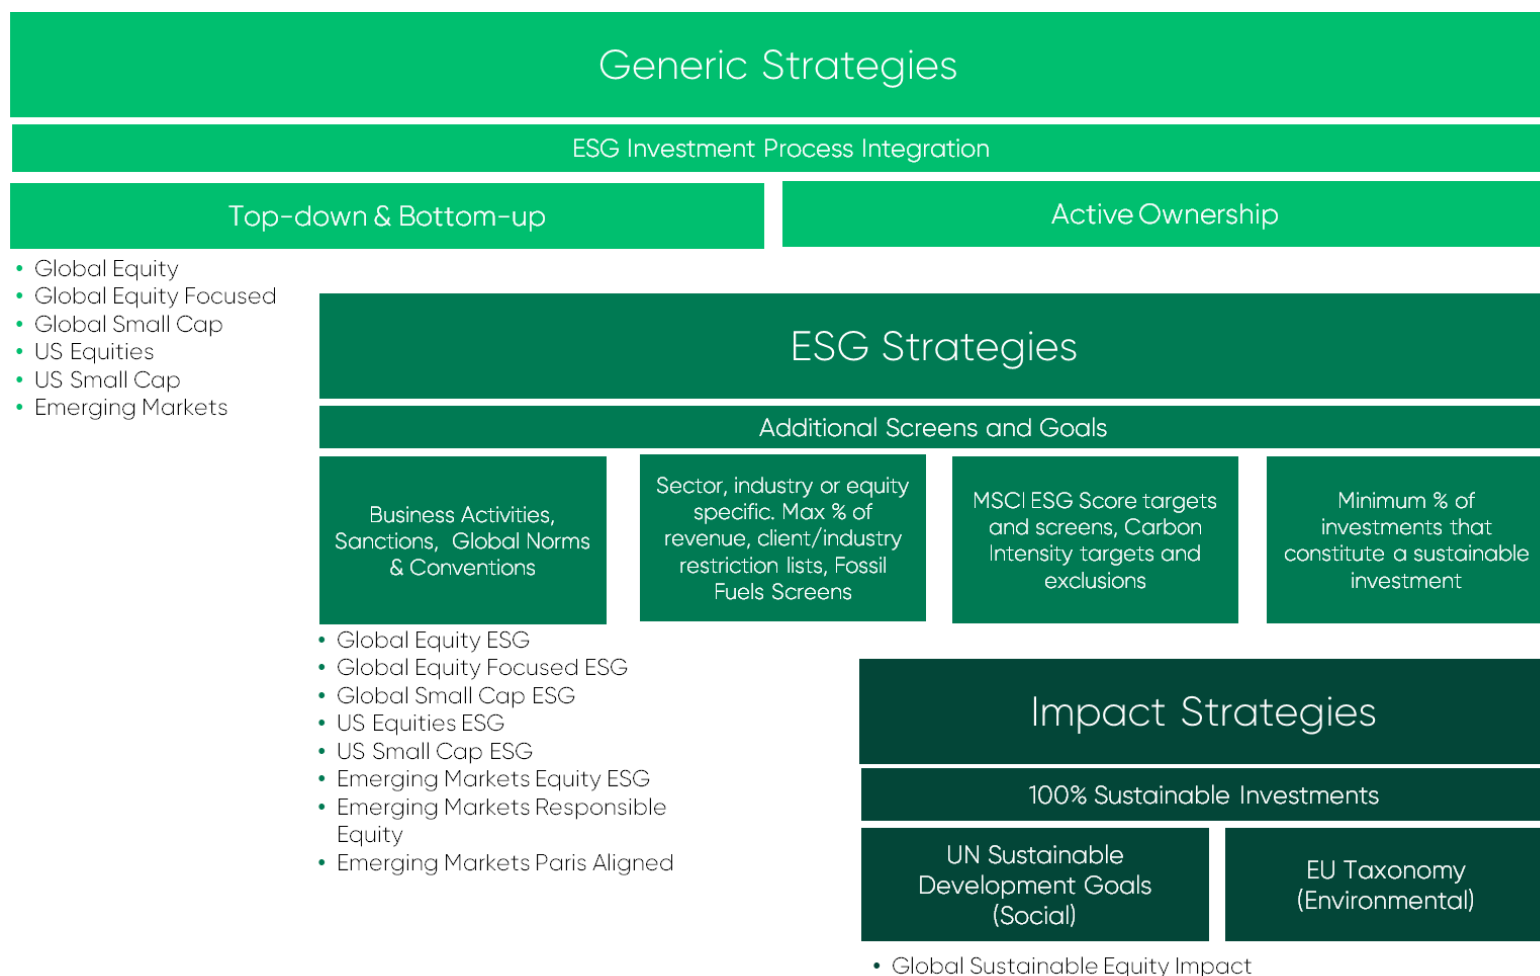 Generic Strategies
ESG Investment Process Integration
Top-down & Bottom-up
Active Ownership
• Global Equity
• Global Equity Focused
• Global Small Cap
• US Equities
• US Small Cap
• Emerging Markets
ESG Strategies
Additional Screens and Goals
Business Activities,
Sanctions, Global Norms
& Conventions
Sector, industry or equity
specific. Max % of
revenue, client/industry
restriction lists, Fossil
Fuels Screens
MSCI ESG Score targets
and screens, Carbon
Intensity targets and
exclusions
Minimum % of
investments that
constitute a sustainable
investment
• Global Equity ESG
• Global Equity Focused ESG
• Global Small Cap ESG
• US Equities ESG
• US Small Cap ESG
• Emerging Markets Equity ESG
• Emerging Markets Responsible
Equity
• Emerging Markets Paris Aligned
Impact Strategies
100% Sustainable Investments
UN Sustainable
Development Goals
(Social)
EU Taxonomy
(Environmental)
• Global Sustainable Equity Impact